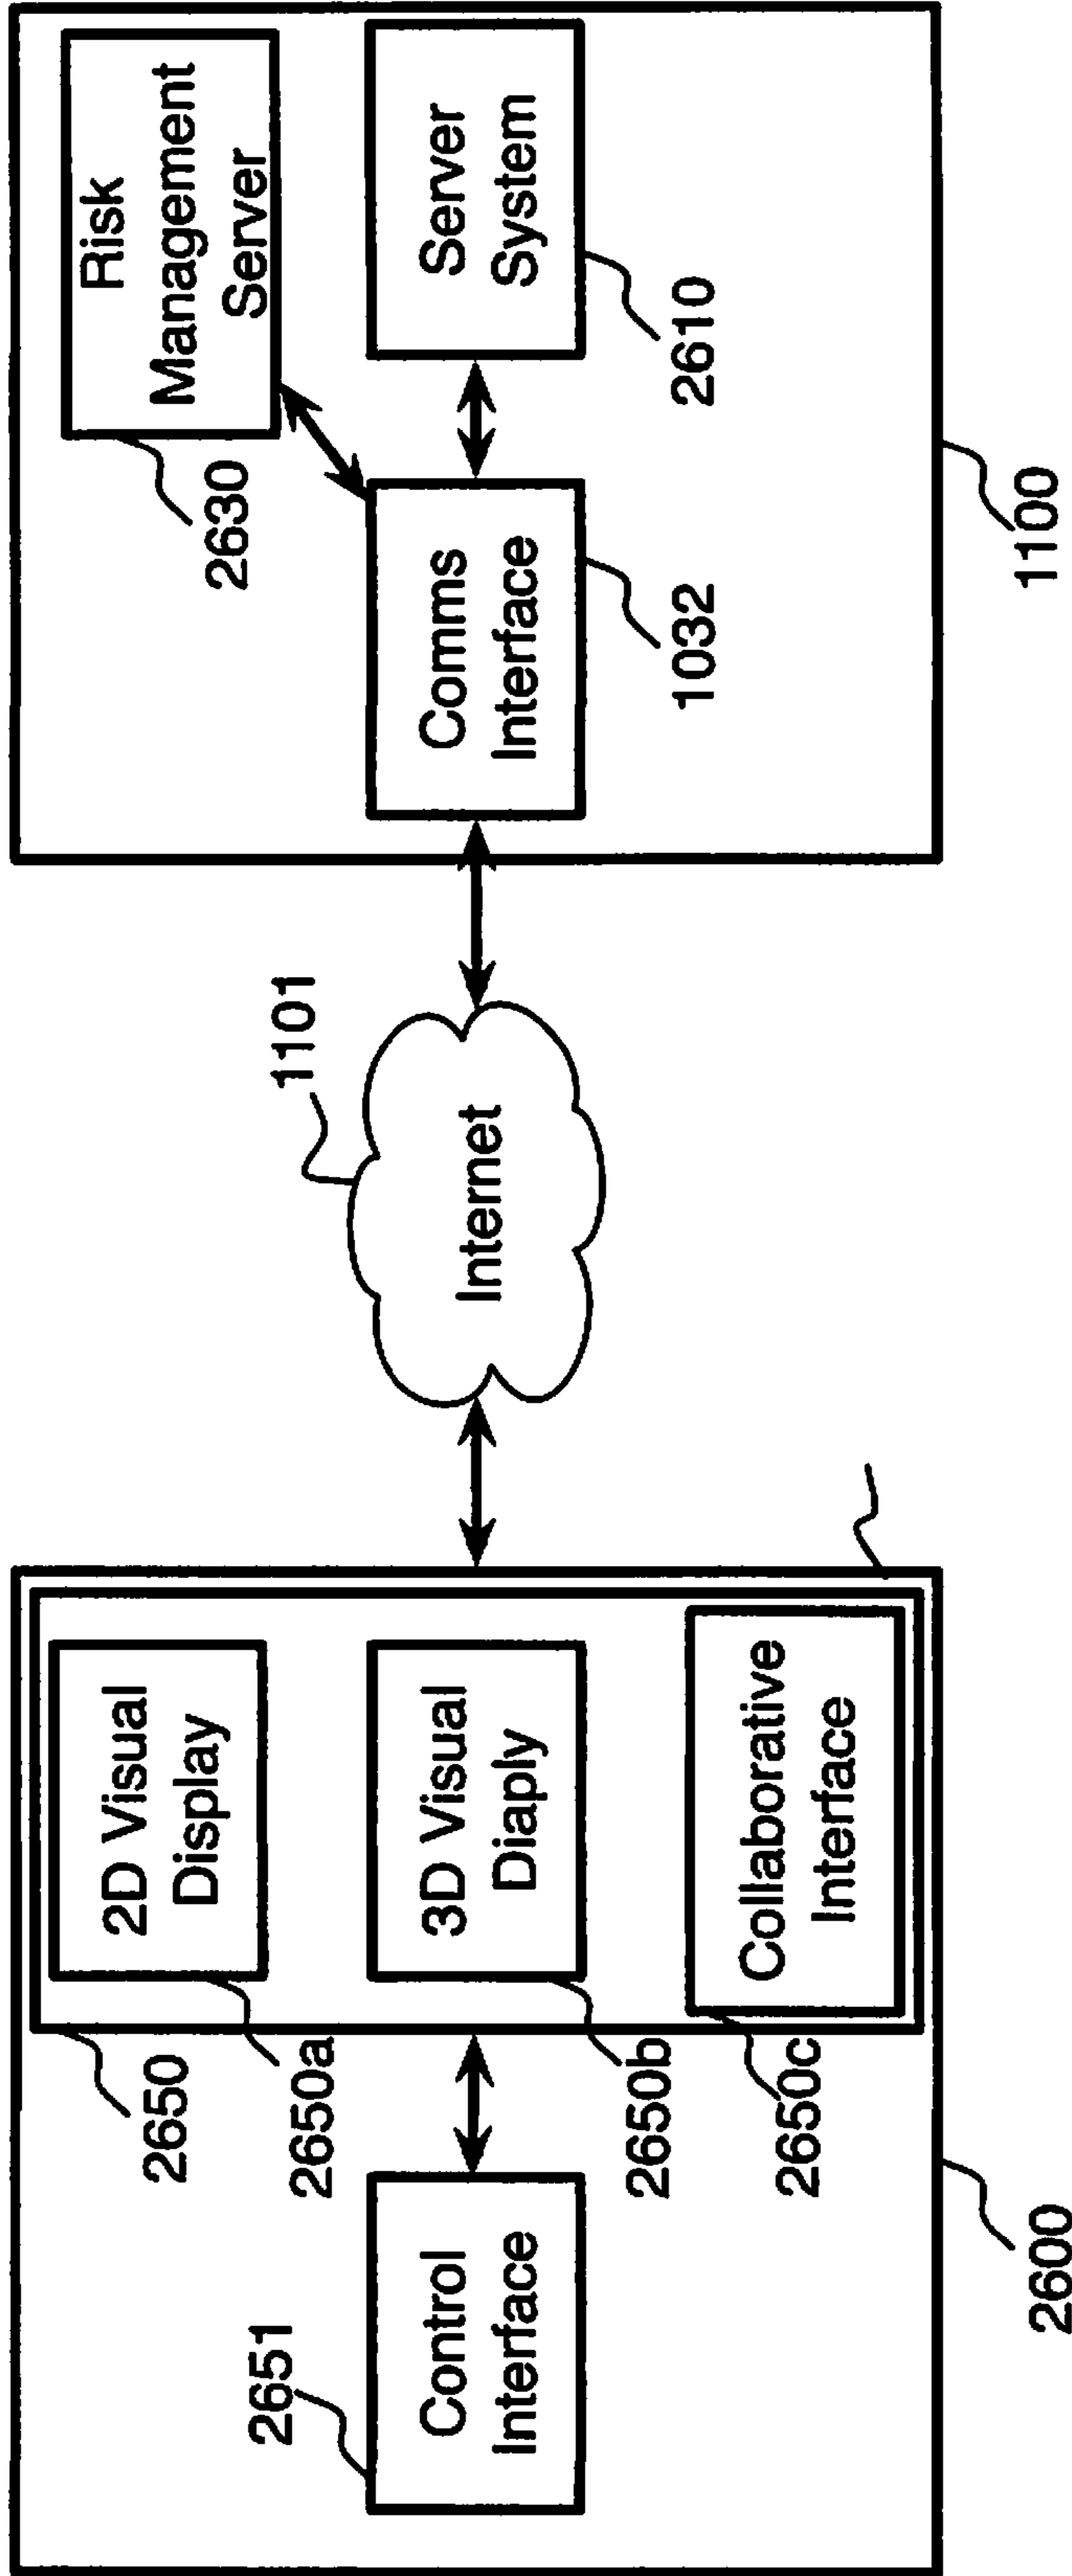 2651
Control
Interface
2650
2D Visual
Display
2650a
3D Visual
Diaply
2650b
Collaborative
Interface
2650c
2600
1101
Internet
Risk
Management
Server
2630
Comms
Interface
1032
Server
System
2610
1100